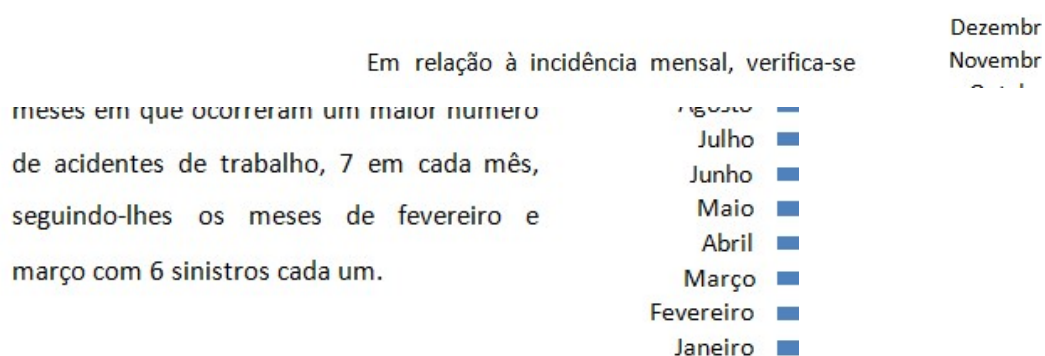 Em relação à incidência mensal, verifica-se
Dezembr
Novembr
meses em que ocorreram um maior número
de acidentes de trabalho, 7 em cada mês,
seguindo-lhes os meses de fevereiro e
março com 6 sinistros cada um.
Agosto
Julho
Junho
Maio
Abril
Março
Fevereiro
Janeiro